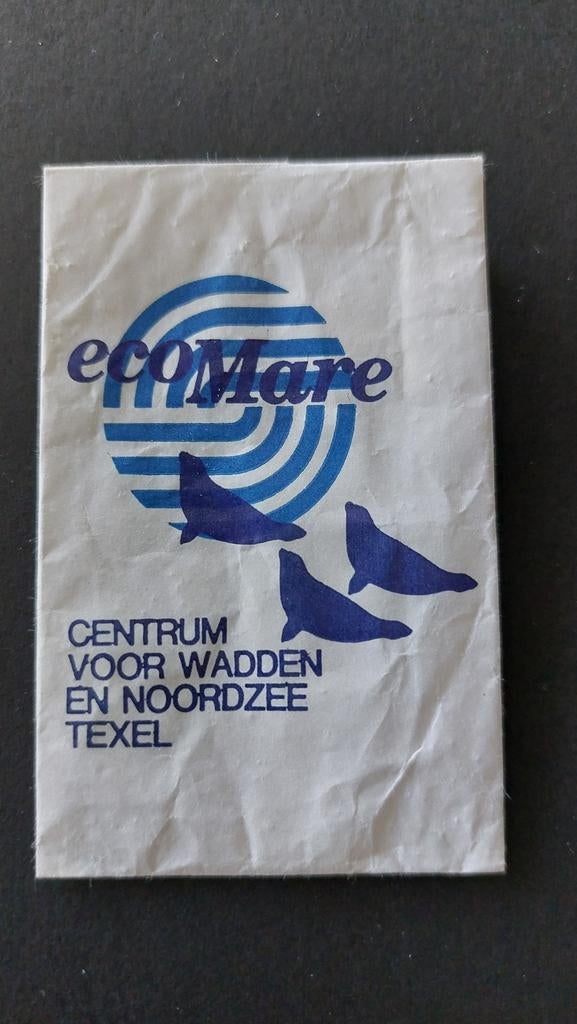 ecoMare
CENTRUM
VOOR WADDEN
EN NOORDZEE
TEXEL